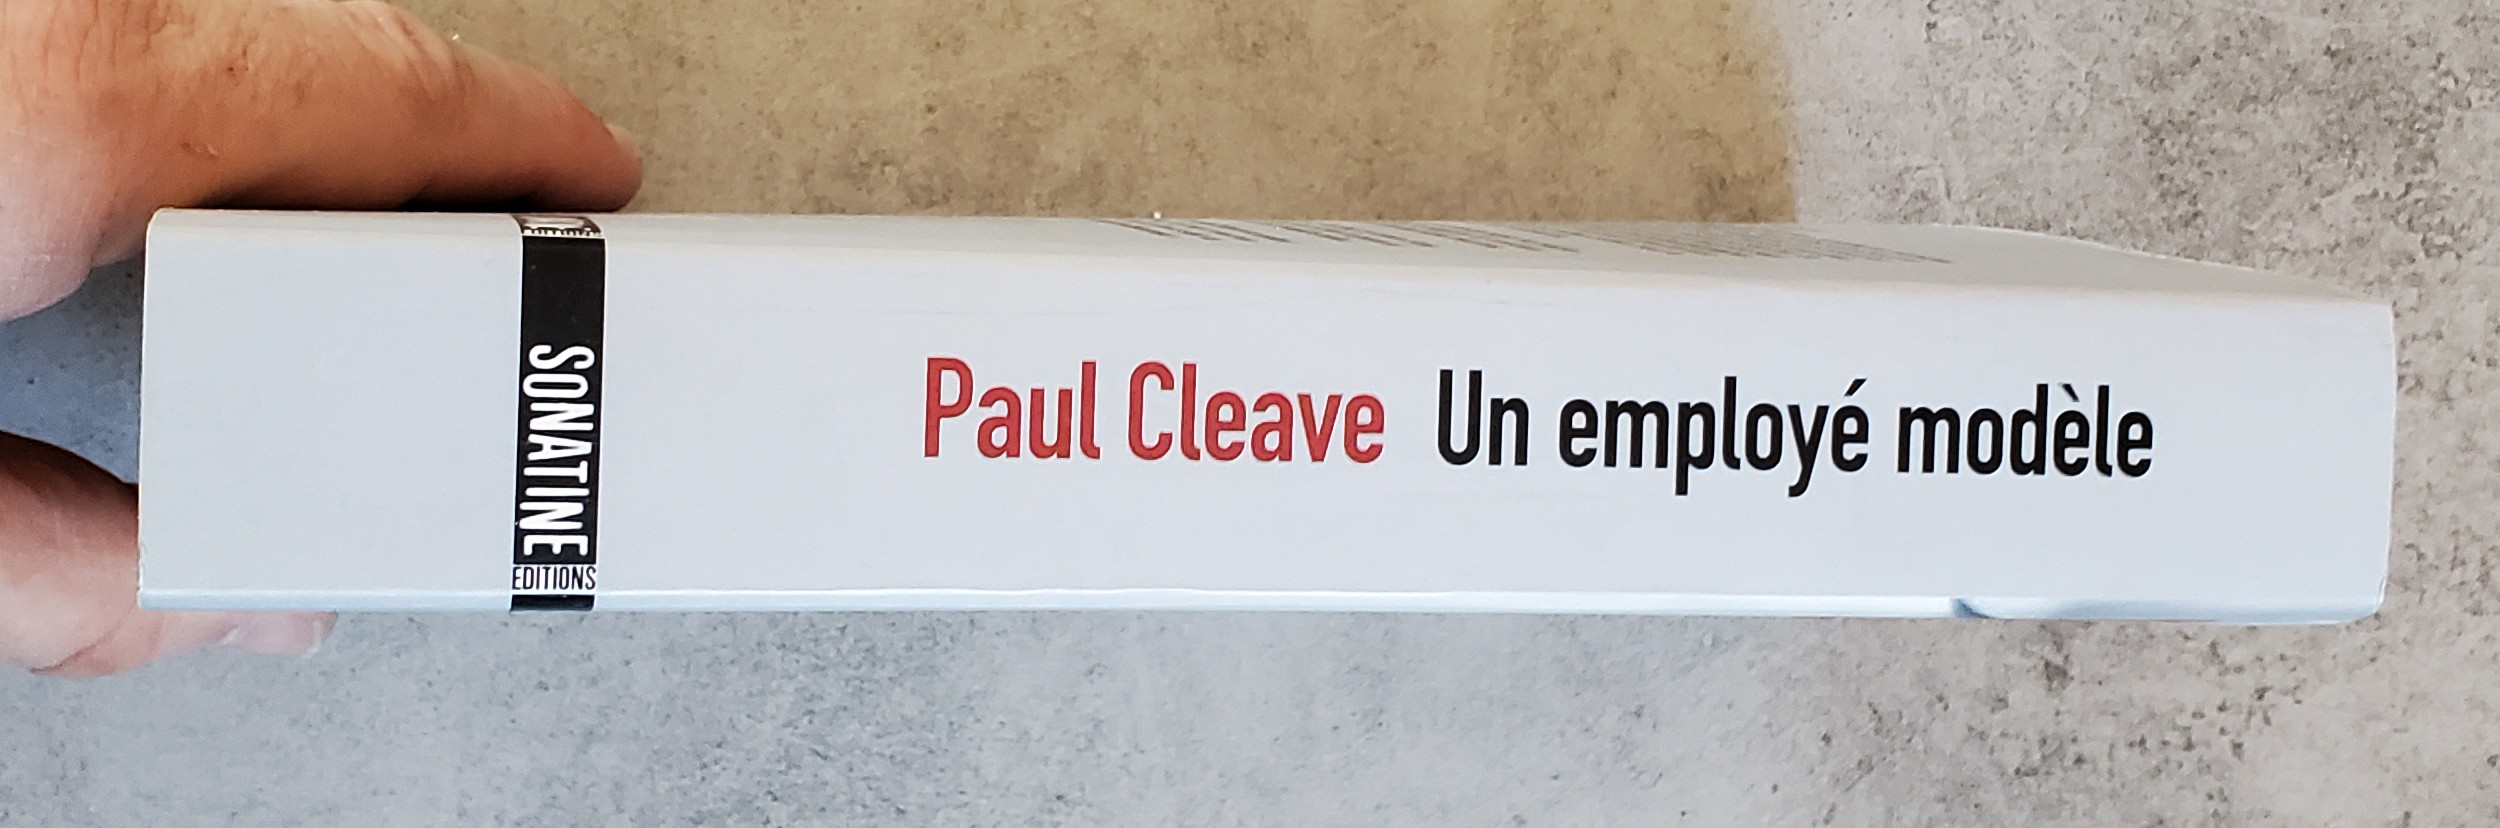 SONATINE
EDITIONS
Paul Cleave Un employé modèle